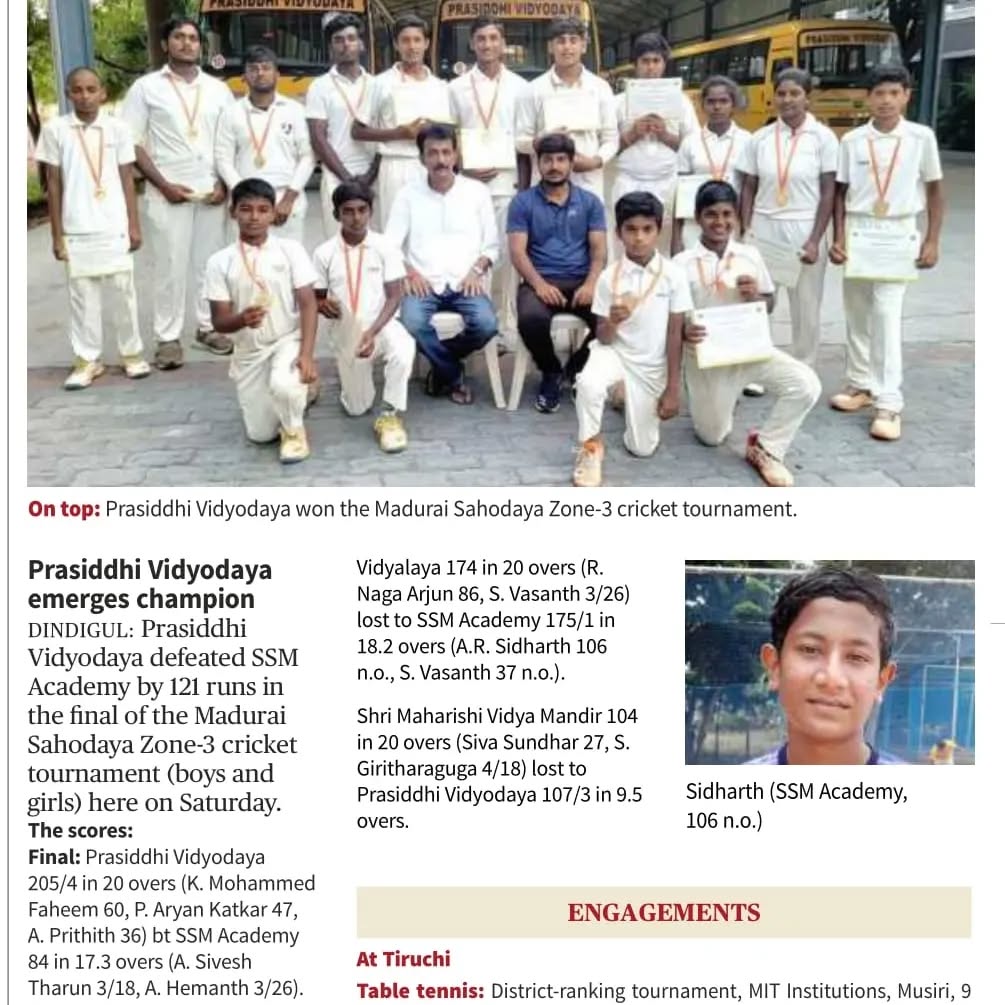 PRASIDDHI VIDYODAYA
PRASIDDHI VIDYODAYA
PRASIDDHI VIDYODAYA
On top: Prasiddhi Vidyodaya won the Madurai Sahodaya Zone-3 cricket tournament.
Prasiddhi Vidyodaya
emerges champion
DINDIGUL: Prasiddhi
Vidyodaya defeated SSM
Academy by 121 runs in
the final of the Madurai
Sahodaya Zone-3 cricket
tournament (boys and
girls) here on Saturday.
The scores:
Final: Prasiddhi Vidyodaya
205/4 in 20 overs (K. Mohammed
Faheem 60, P. Aryan Katkar 47,
A. Prithith 36) bt SSM Academy
84 in 17.3 overs (A. Sivesh
Tharun 3/18, A. Hemanth 3/26).
Vidyalaya 174 in 20 overs (R.
Naga Arjun 86, S. Vasanth 3/26)
lost to SSM Academy 175/1 in
18.2 overs (A.R. Sidharth 106
n.o., S. Vasanth 37 n.o.).
Shri Maharishi Vidya Mandir 104
in 20 overs (Siva Sundhar 27, S.
Giritharaguga 4/18) lost to
Prasiddhi Vidyodaya 107/3 in 9.5
overs.
Sidharth (SSM Academy,
106 n.o.)
ENGAGEMENTS
At Tiruchi
Table tennis: District-ranking tournament, MIT Institutions, Musiri, 9